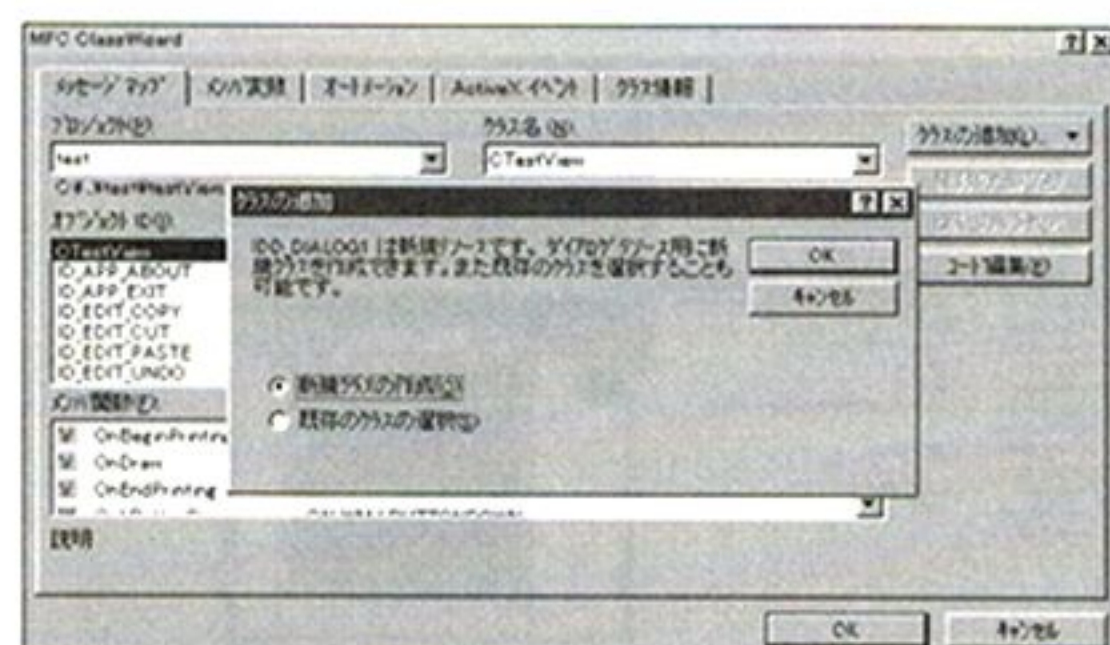 MFC ClassWizard
メッセージ マップ
メンバ変数
オートメーション
ActiveX イベント
クラス情報
プロジェクト(P):
クラス名(N):
クラスの追加(C)...
test
CTestView
オブジェクト ID(I):
CTestView
ID_APP_ABOUT
ID_APP_EXIT
ID_EDIT_COPY
ID_EDIT_CUT
ID_EDIT_PASTE
ID_EDIT_UNDO
コード編集(E)
クラスの追加
IDD_DIALOG1 は新規リソースです。ダイアログ リソース用に新
規クラスを作成できます。また既存のクラスを選択することも
可能です。
OK
キャンセル
新規クラスの作成(C)
既存のクラスの選択(S)
メンバ関数(F):
OnBeginPrinting
OnDraw
OnEndPrinting
説明
OK
キャンセル